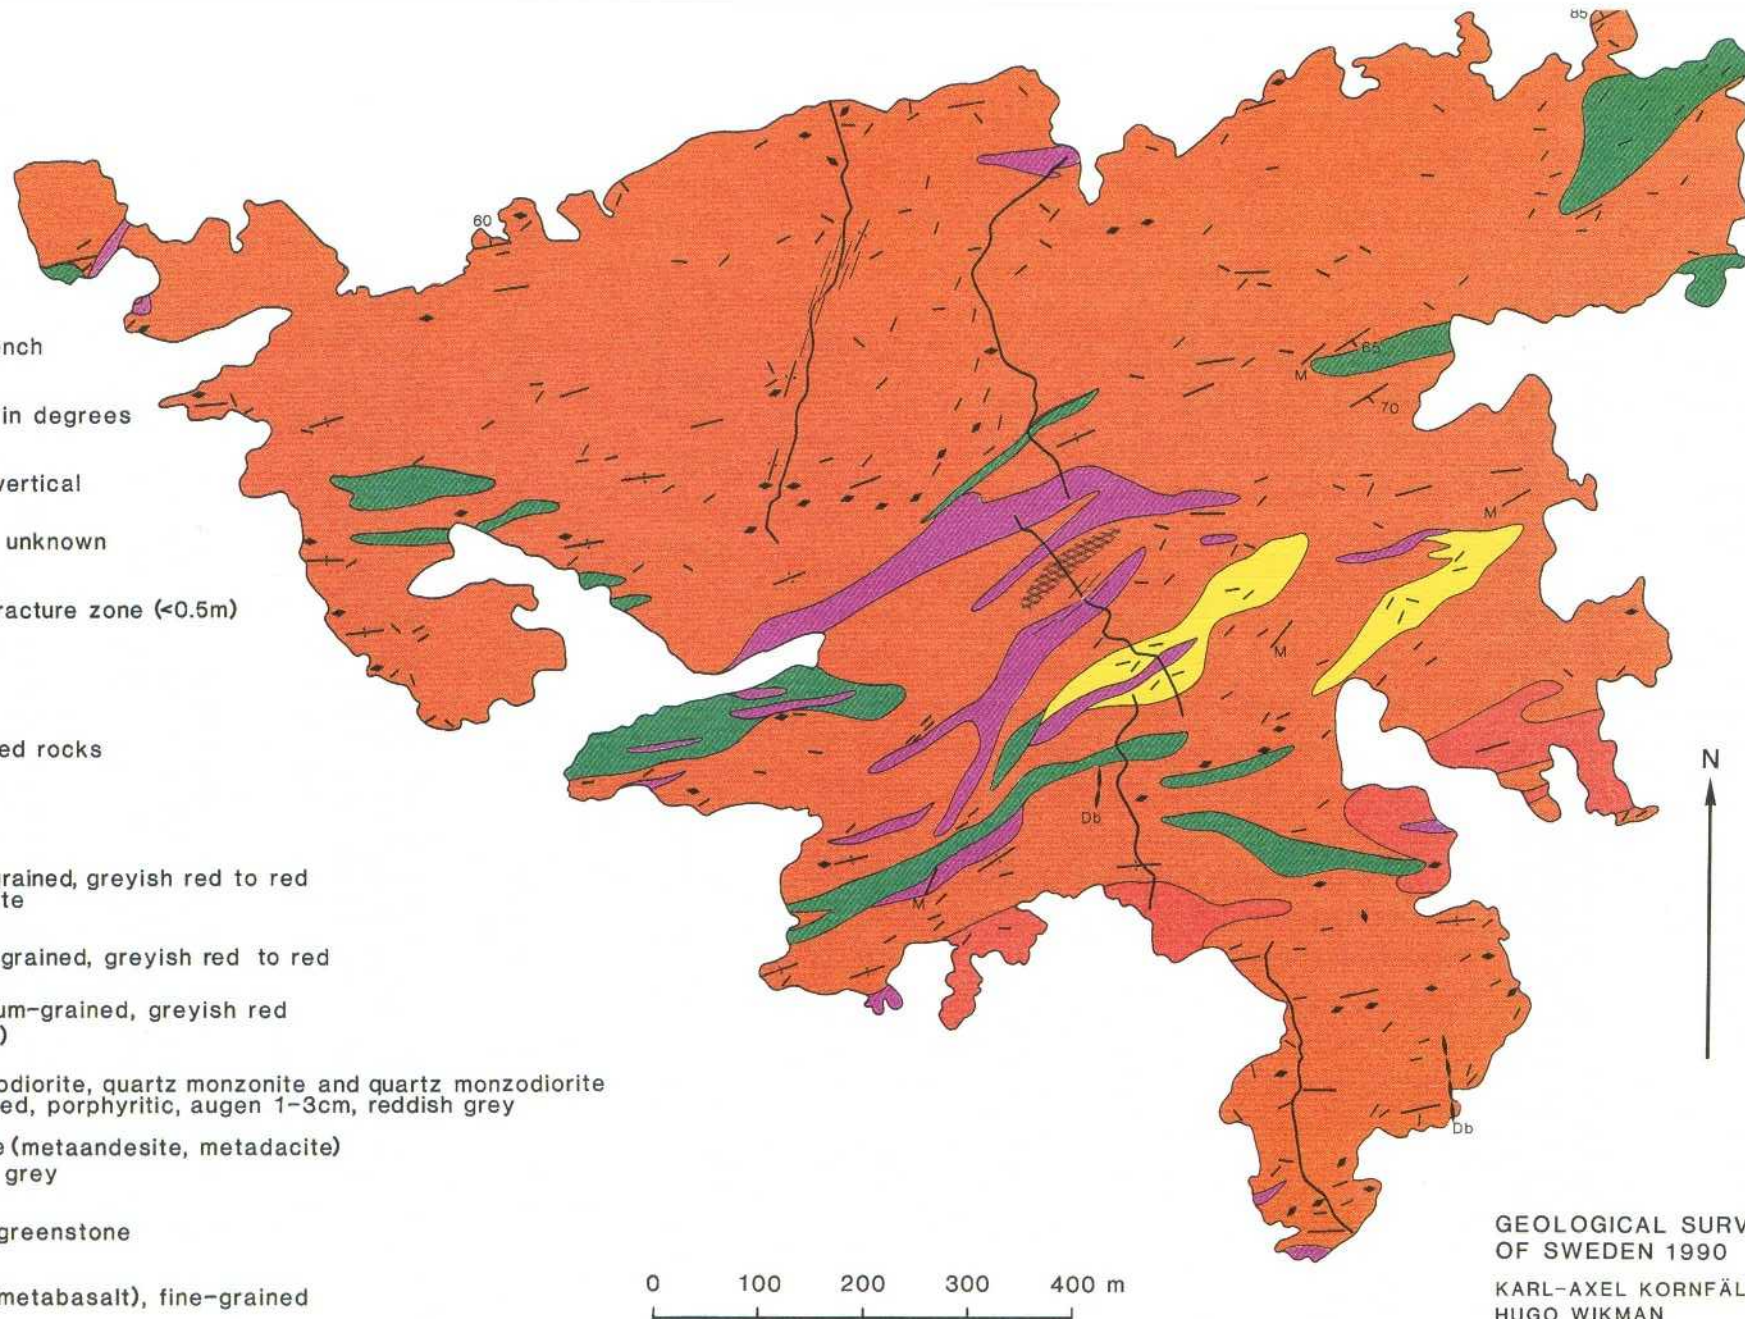 85
60
ench
65
M
in degrees
70
vertical
M
unknown
racture zone (<0.5m)
M
ed rocks
N
Db
grained, greyish red to red
te
M
grained, greyish red to red
um-grained, greyish red
)
odiorite, quartz monzonite and quartz monzodiorite
ed, porphyritic, augen 1-3cm, reddish grey
Db
e (metaandesite, metadacite)
grey
greenstone
GEOLOGICAL SURV
OF SWEDEN 1990
0 100 200 300 400 m
KARL-AXEL KORNFÄL
metabasalt), fine-grained
HUGO WIKMAN